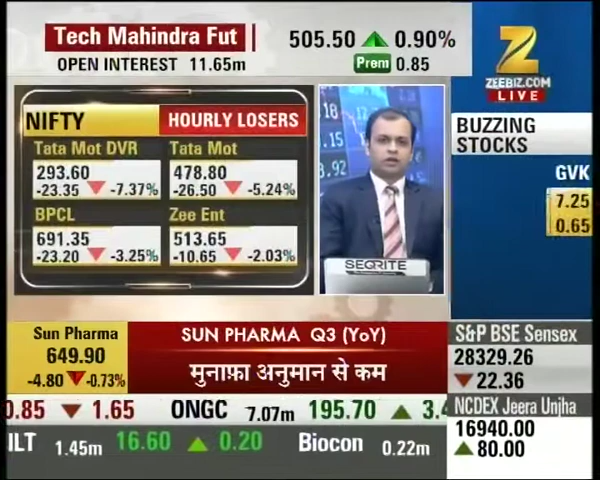 Tech Mahindra Fut
505.50 0.90%
OPEN INTEREST 11.65m
Prem 0.85
Z
ZEEBIZ.COM
LIVE
NIFTY
HOURLY LOSERS
Tata Mot DVR
293.60
-23.35 -7.37%
Tata Mot
478.80
-26.50 -5.24%
BPCL
691.35
-23.20 -3.25%
Zee Ent
513.65
-10.65 -2.03%
SEQRITE
BUZZING
STOCKS
GVK
7.25
0.65
Sun Pharma
649.90
-4.80 -0.73%
SUN PHARMA Q3 (YoY)
मुनाफ़ा अनुमान से कम
S&P BSE Sensex
28329.26
22.36
NCDEX Jeera Unjha
16940.00
80.00
0.85 1.65 ONGC 7.07m 195.70 3.4
ILT 1.45m 16.60 0.20 Biocon 0.22m